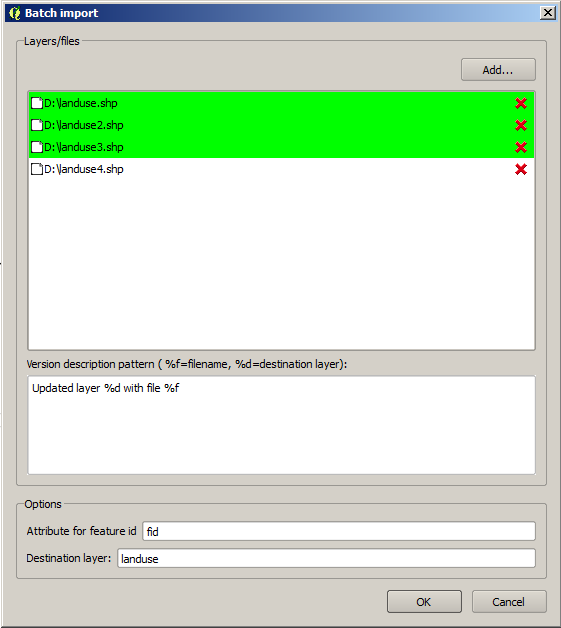 Batch import
Layers/files
Add...
D:\landuse.shp
D:\landuse2.shp
D:\landuse3.shp
D:\landuse4.shp
Version description pattern ( %f=filename, %d=destination layer):
Updated layer %d with file %f
Options
Attribute for feature id fid
Destination layer: landuse
OK Cancel